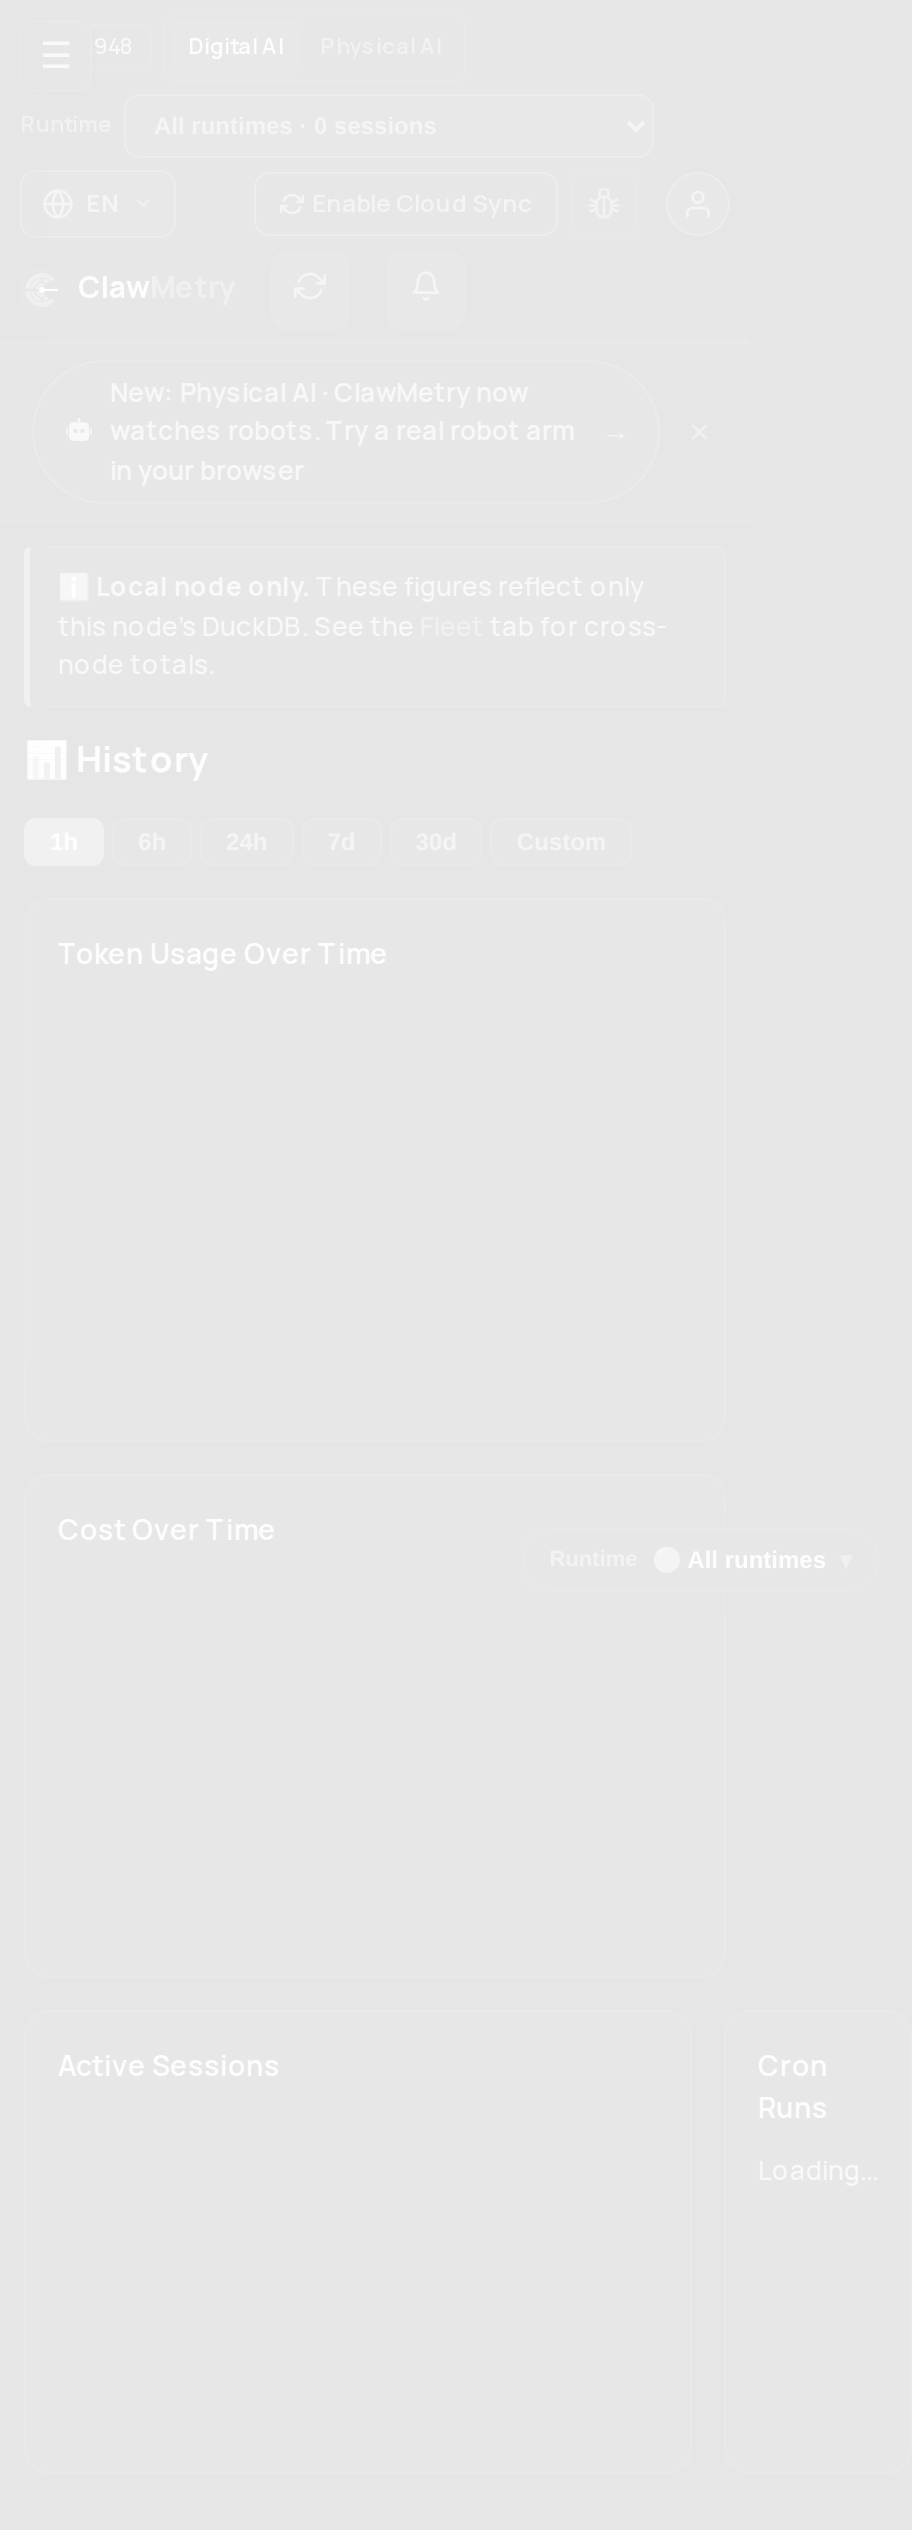 948 Digital AI Physical AI
Runtime All runtimes · 0 sessions
EN Enable Cloud Sync
ClawMetry
New: Physical AI · ClawMetry now
watches robots. Try a real robot arm →
in your browser
Local node only. These figures reflect only
this node's DuckDB. See the Fleet tab for cross-
node totals.
History
1h 6h 24h 7d 30d Custom
Token Usage Over Time
Cost Over Time
Runtime All runtimes
Active Sessions
Cron
Runs
Loading...